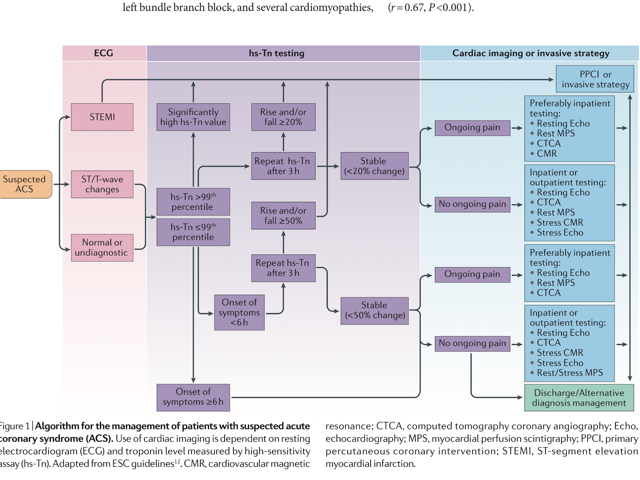 left bundle branch block, and several cardiomyopathies,
(r = 0.67, P <0.001).
ECG
hs-Tn testing
Cardiac imaging or invasive strategy
STEMI
Suspected
ACS
ST/T-wave
changes
Normal or
undiagnostic
Significantly
high hs-Tn value
hs-Tn >99th
percentile
hs-Tn ≤99th
percentile
Onset of
symptoms
<6 h
Onset of
symptoms ≥6 h
Rise and/or
fall ≥20%
Repeat hs-Tn
after 3 h
Rise and/or
fall ≥50%
Repeat hs-Tn
after 3 h
Stable
(<20% change)
Stable
(<50% change)
Ongoing pain
No ongoing pain
Ongoing pain
No ongoing pain
PPCI or
invasive strategy
Preferably inpatient
testing:
• Resting Echo
• Rest MPS
• CTCA
• CMR
Inpatient or
outpatient testing:
• Resting Echo
• CTCA
• Rest MPS
• Stress CMR
• Stress Echo
Preferably inpatient
testing:
• Resting Echo
• Rest MPS
• CTCA
Inpatient or
outpatient testing:
• Resting Echo
• CTCA
• Stress CMR
• Stress Echo
• Rest/Stress MPS
Discharge/Alternative
diagnosis management
Figure 1 | Algorithm for the management of patients with suspected acute
coronary syndrome (ACS). Use of cardiac imaging is dependent on resting
electrocardiogram (ECG) and troponin level measured by high-sensitivity
assay (hs-Tn). Adapted from ESC guidelines12. CMR, cardiovascular magnetic
resonance; CTCA, computed tomography coronary angiography; Echo,
echocardiography; MPS, myocardial perfusion scintigraphy; PPCI, primary
percutaneous coronary intervention; STEMI, ST-segment elevation
myocardial infarction.